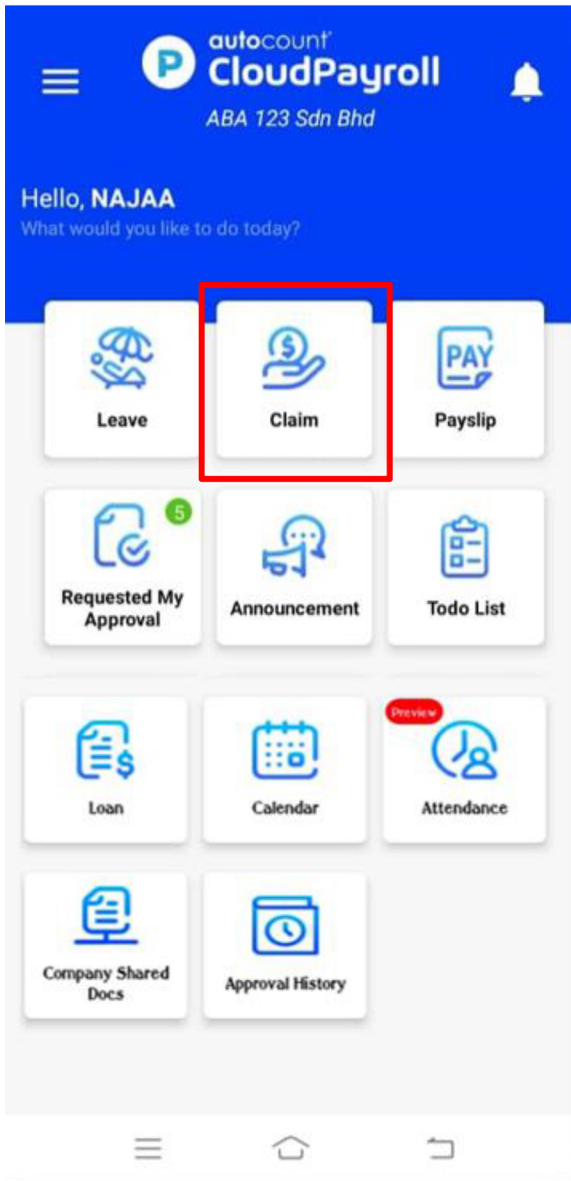 autocount
CloudPayroll
ABA 123 Sdn Bhd
Hello, NAJAA
What would you like to do today?
PAY
Leave
Claim
Payslip
5
Requested My
Approval
Announcement
Todo List
Preview
Loan
Calendar
Attendance
Company Shared
Docs
Approval History